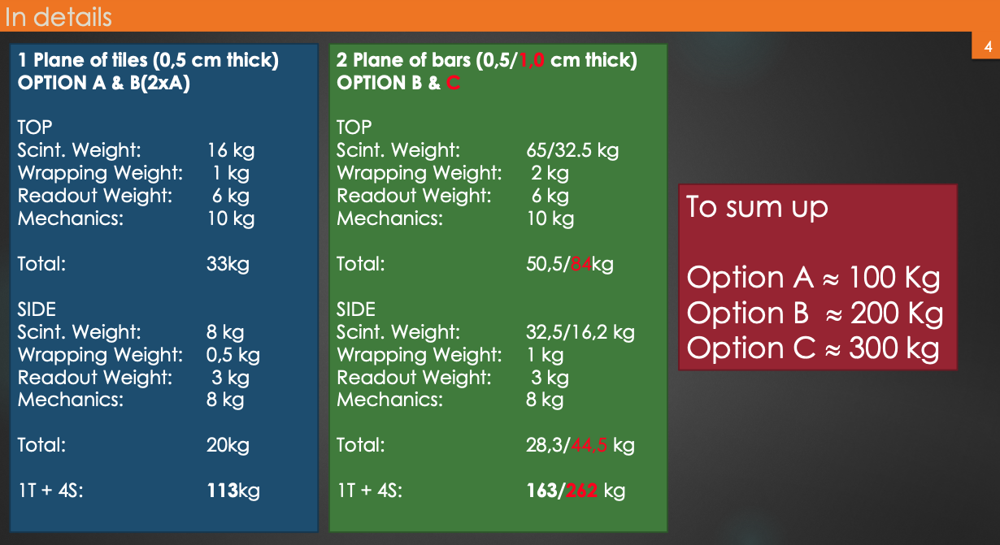 In details
4
1 Plane of tiles (0,5 cm thick)
OPTION A & B(2xA)
TOP
Scint. Weight: 16 kg
Wrapping Weight: 1 kg
Readout Weight: 6 kg
Mechanics: 10 kg
Total: 33kg
SIDE
Scint. Weight: 8 kg
Wrapping Weight: 0,5 kg
Readout Weight: 3 kg
Mechanics: 8 kg
Total: 20kg
1T + 4S: 113kg
2 Plane of bars (0,5/1,0 cm thick)
OPTION B & C
TOP
Scint. Weight: 65/32.5 kg
Wrapping Weight: 2 kg
Readout Weight: 6 kg
Mechanics: 10 kg
Total: 50,5/84kg
SIDE
Scint. Weight: 32,5/16,2 kg
Wrapping Weight: 1 kg
Readout Weight: 3 kg
Mechanics: 8 kg
Total: 28,3/44,5 kg
1T + 4S: 163/262 kg
To sum up
Option A ≈ 100 Kg
Option B ≈ 200 Kg
Option C ≈ 300 kg